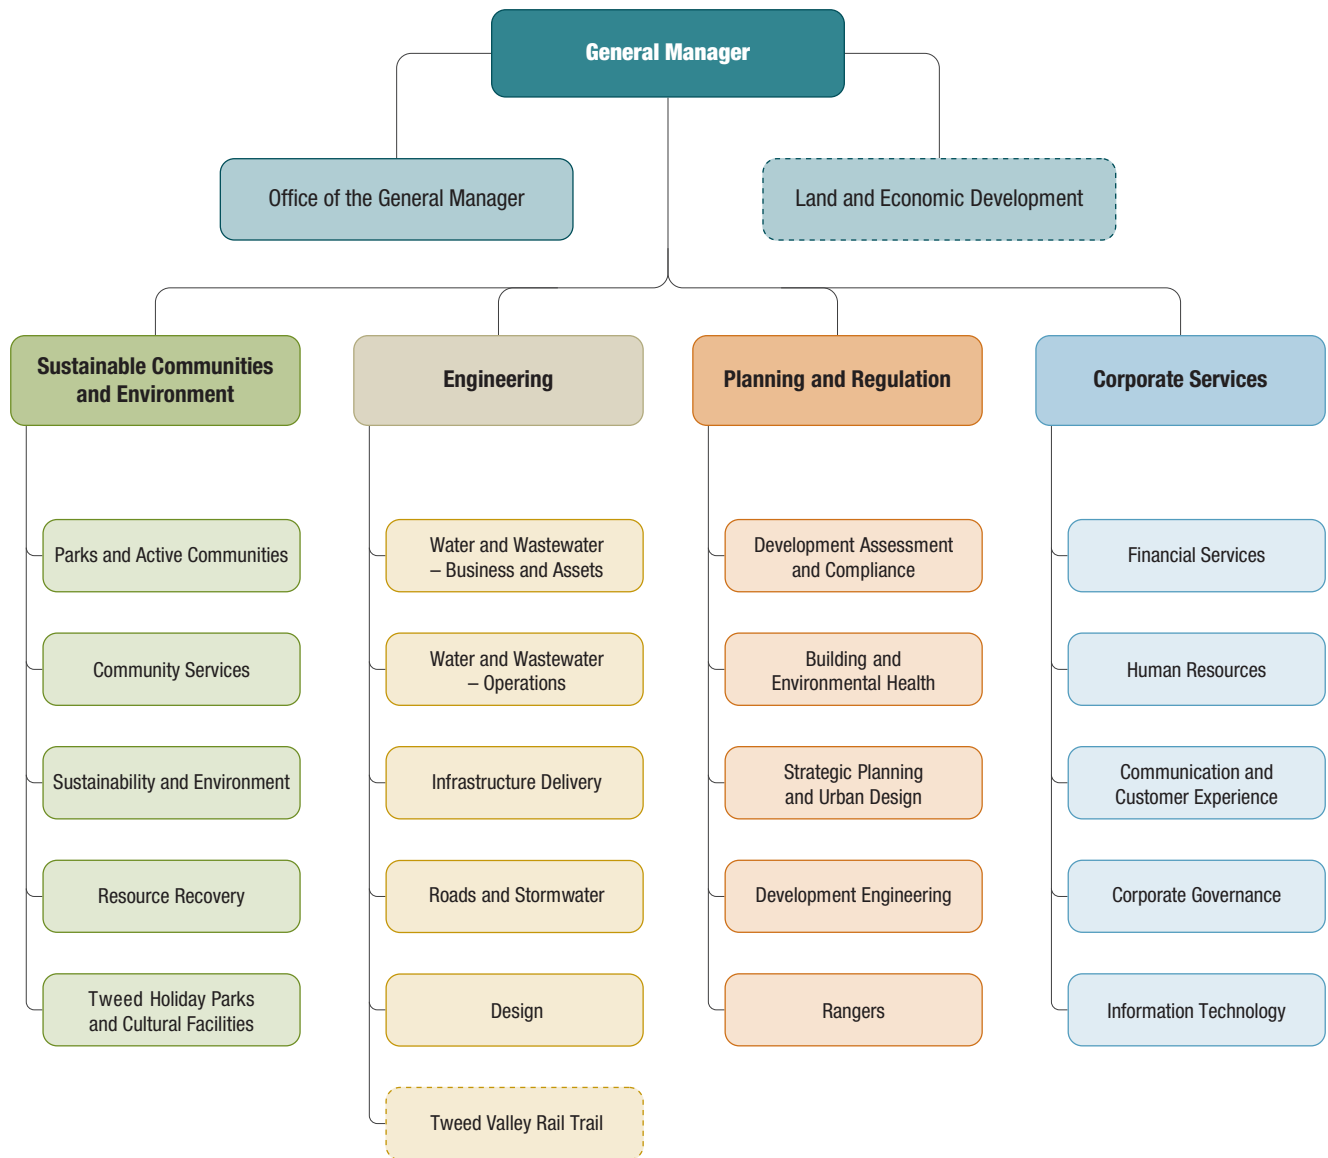 General Manager
Office of the General Manager
Land and Economic Development
Sustainable Communities
and Environment
Engineering
Planning and Regulation
Corporate Services
Parks and Active Communities
Community Services
Sustainability and Environment
Resource Recovery
Tweed Holiday Parks
and Cultural Facilities
Water and Wastewater
– Business and Assets
Water and Wastewater
– Operations
Infrastructure Delivery
Roads and Stormwater
Design
Tweed Valley Rail Trail
Development Assessment
and Compliance
Building and
Environmental Health
Strategic Planning
and Urban Design
Development Engineering
Rangers
Financial Services
Human Resources
Communication and
Customer Experience
Corporate Governance
Information Technology